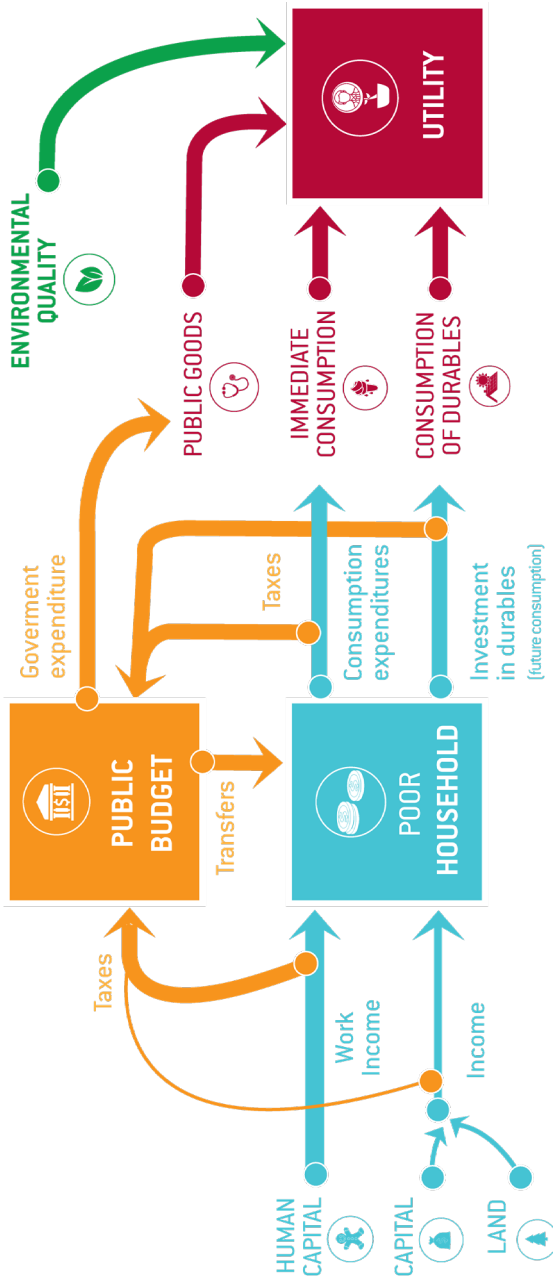 HUMAN
CAPITAL
CAPITAL
LAND
Taxes
Work
Income
Income
$
PUBLIC
BUDGET
Transfers
POOR
HOUSEHOLD
Goverment
expenditure
Taxes
Consumption
expenditures
Investment
in durables
(future consumption)
ENVIRONMENTAL
QUALITY
PUBLIC GOODS
IMMEDIATE
CONSUMPTION
CONSUMPTION
OF DURABLES
UTILITY